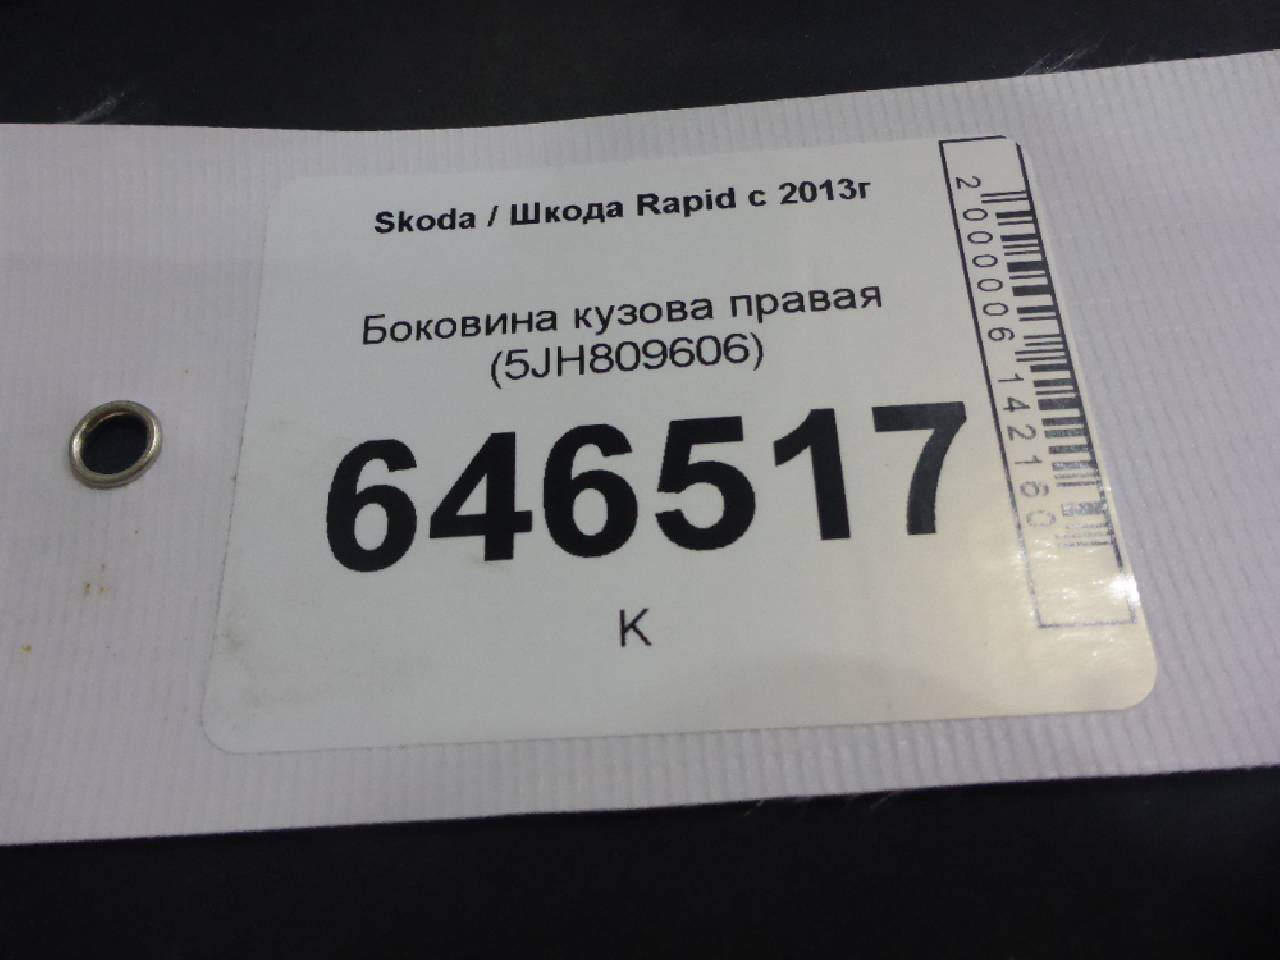 Skoda / Шкода Rapid с 2013г
Боковина кузова правая
(5JH809606)
646517
К
2000006142160